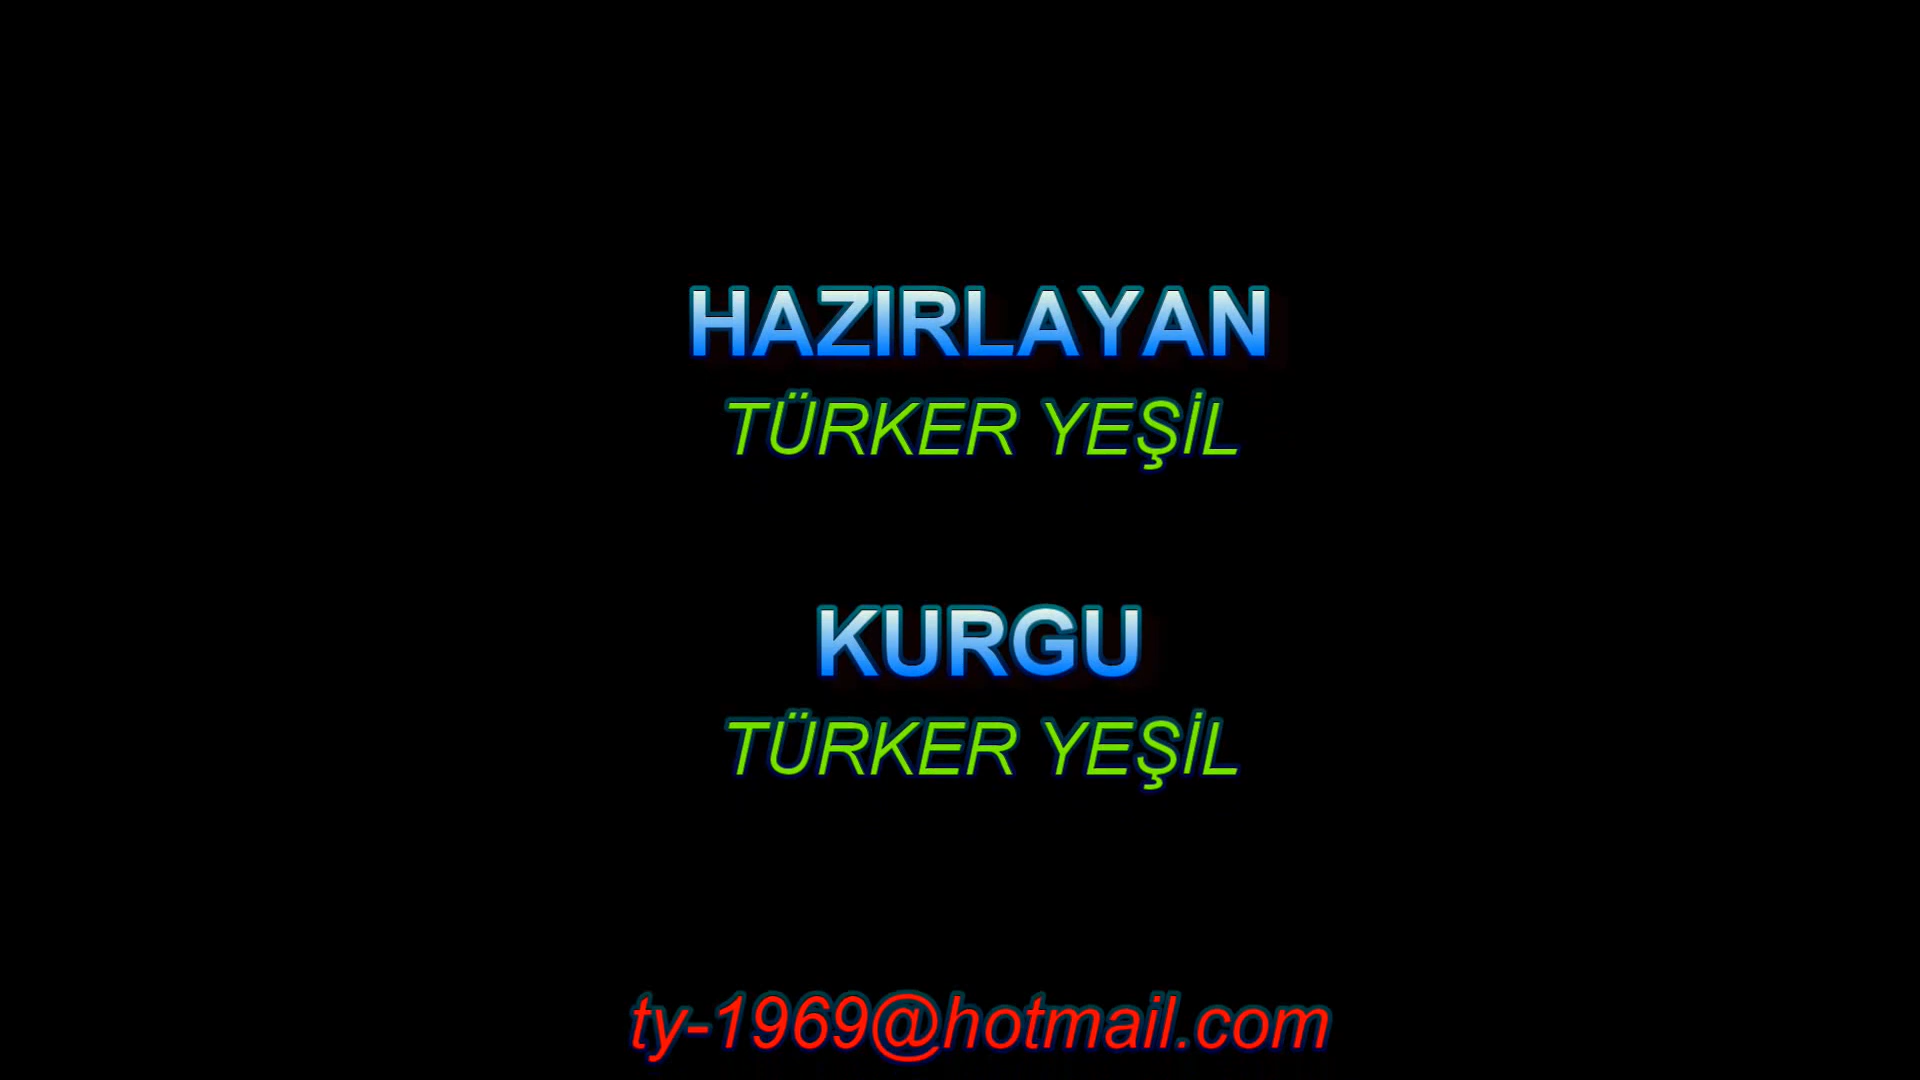 HAZIRLAYAN
TÜRKER YEŞİL
KURGU
TÜRKER YEŞİL
ty-1969@hotmail.com